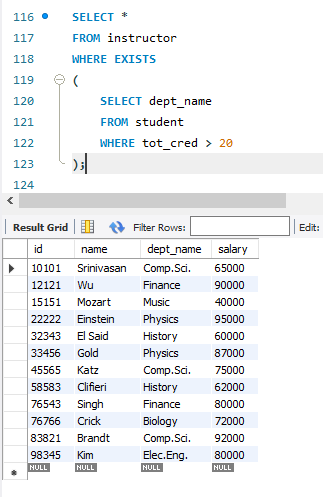 116 SELECT *
117 FROM instructor
118 WHERE EXISTS
119 (
120 SELECT dept_name
121 FROM student
122 WHERE tot_cred > 20
123 );
124
Result Grid Filter Rows: Edit:
id name dept_name salary
10101 Srinivasan Comp.Sci. 65000
12121 Wu Finance 90000
15151 Mozart Music 40000
22222 Einstein Physics 95000
32343 El Said History 60000
33456 Gold Physics 87000
45565 Katz Comp.Sci. 75000
58583 Clifieri History 62000
76543 Singh Finance 80000
76766 Crick Biology 72000
83821 Brandt Comp.Sci. 92000
98345 Kim Elec.Eng. 80000
NULL NULL NULL NULL